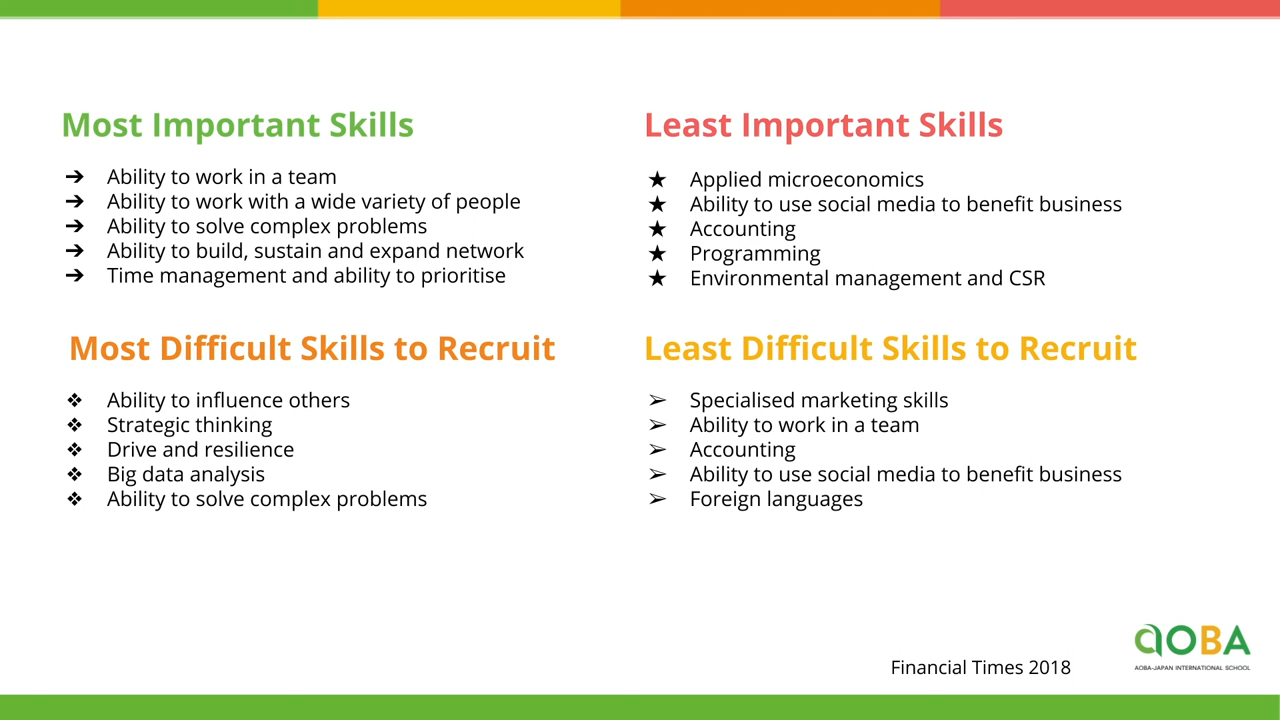 Most Important Skills
➔ Ability to work in a team
➔ Ability to work with a wide variety of people
➔ Ability to solve complex problems
➔ Ability to build, sustain and expand network
➔ Time management and ability to prioritise
Least Important Skills
★ Applied microeconomics
★ Ability to use social media to benefit business
★ Accounting
★ Programming
★ Environmental management and CSR
Most Difficult Skills to Recruit
❖ Ability to influence others
❖ Strategic thinking
❖ Drive and resilience
❖ Big data analysis
❖ Ability to solve complex problems
Least Difficult Skills to Recruit
➢ Specialised marketing skills
➢ Ability to work in a team
➢ Accounting
➢ Ability to use social media to benefit business
➢ Foreign languages
Financial Times 2018
aOBA
AOBA-JAPAN INTERNATIONAL SCHOOL